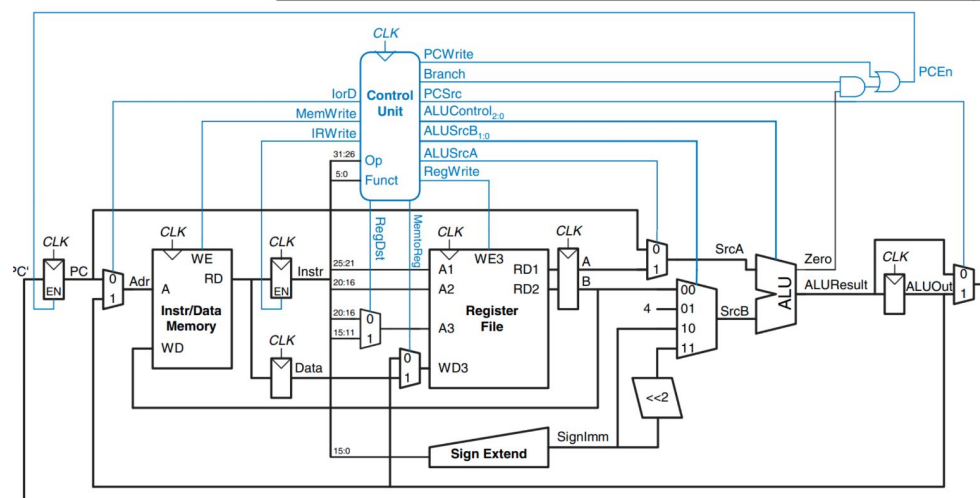 CLK
PCWrite
Branch
PCEn
IorD
Control
Unit
PCSrc
MemWrite
ALUControl2:0
IRWrite
ALUSrcB1:0
31:26
Op
ALUSrcA
5:0
Funct
RegWrite
RegDst
MemtoReg
CLK
CLK
CLK
CLK
CLK
CLK
PC'
EN
PC
0
1
Adr
WE
A
RD
Instr/Data
Memory
WD
EN
Instr
CLK
Data
25:21
20:16
20:16
15:11
0
1
0
1
WE3
A1
A2
A3
WD3
RD1
RD2
Register
File
A
B
0
1
SrcA
4
00
01
10
11
SrcB
<<2
ALU
Zero
ALUResult
ALUOut
0
1
15:0
Sign Extend
SignImm